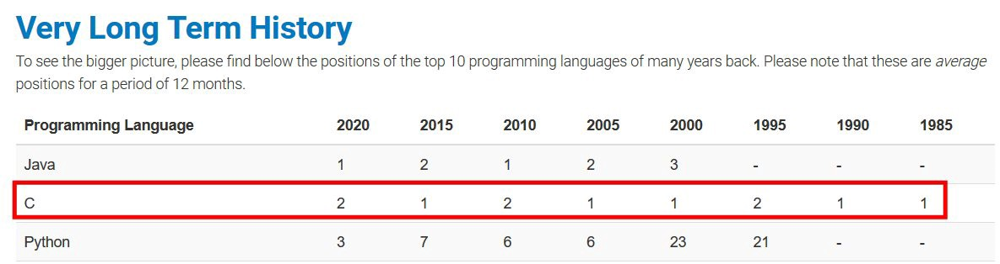 Very Long Term History
To see the bigger picture, please find below the positions of the top 10 programming languages of many years back. Please note that these are average
positions for a period of 12 months.
Programming Language 2020 2015 2010 2005 2000 1995 1990 1985
Java 1 2 1 2 3 - - -
C 2 1 2 1 1 2 1 1
Python 3 7 6 6 23 21 - -